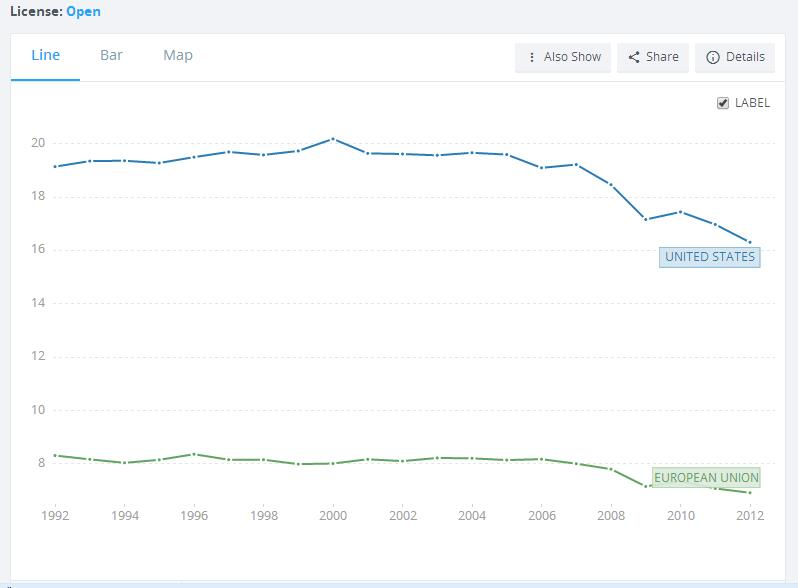 License: Open
Line Bar Map Also Show Share Details
LABEL
20
18
16
UNITED STATES
14
12
10
8
EUROPEAN UNION
1992 1994 1996 1998 2000 2002 2004 2006 2008 2010 2012